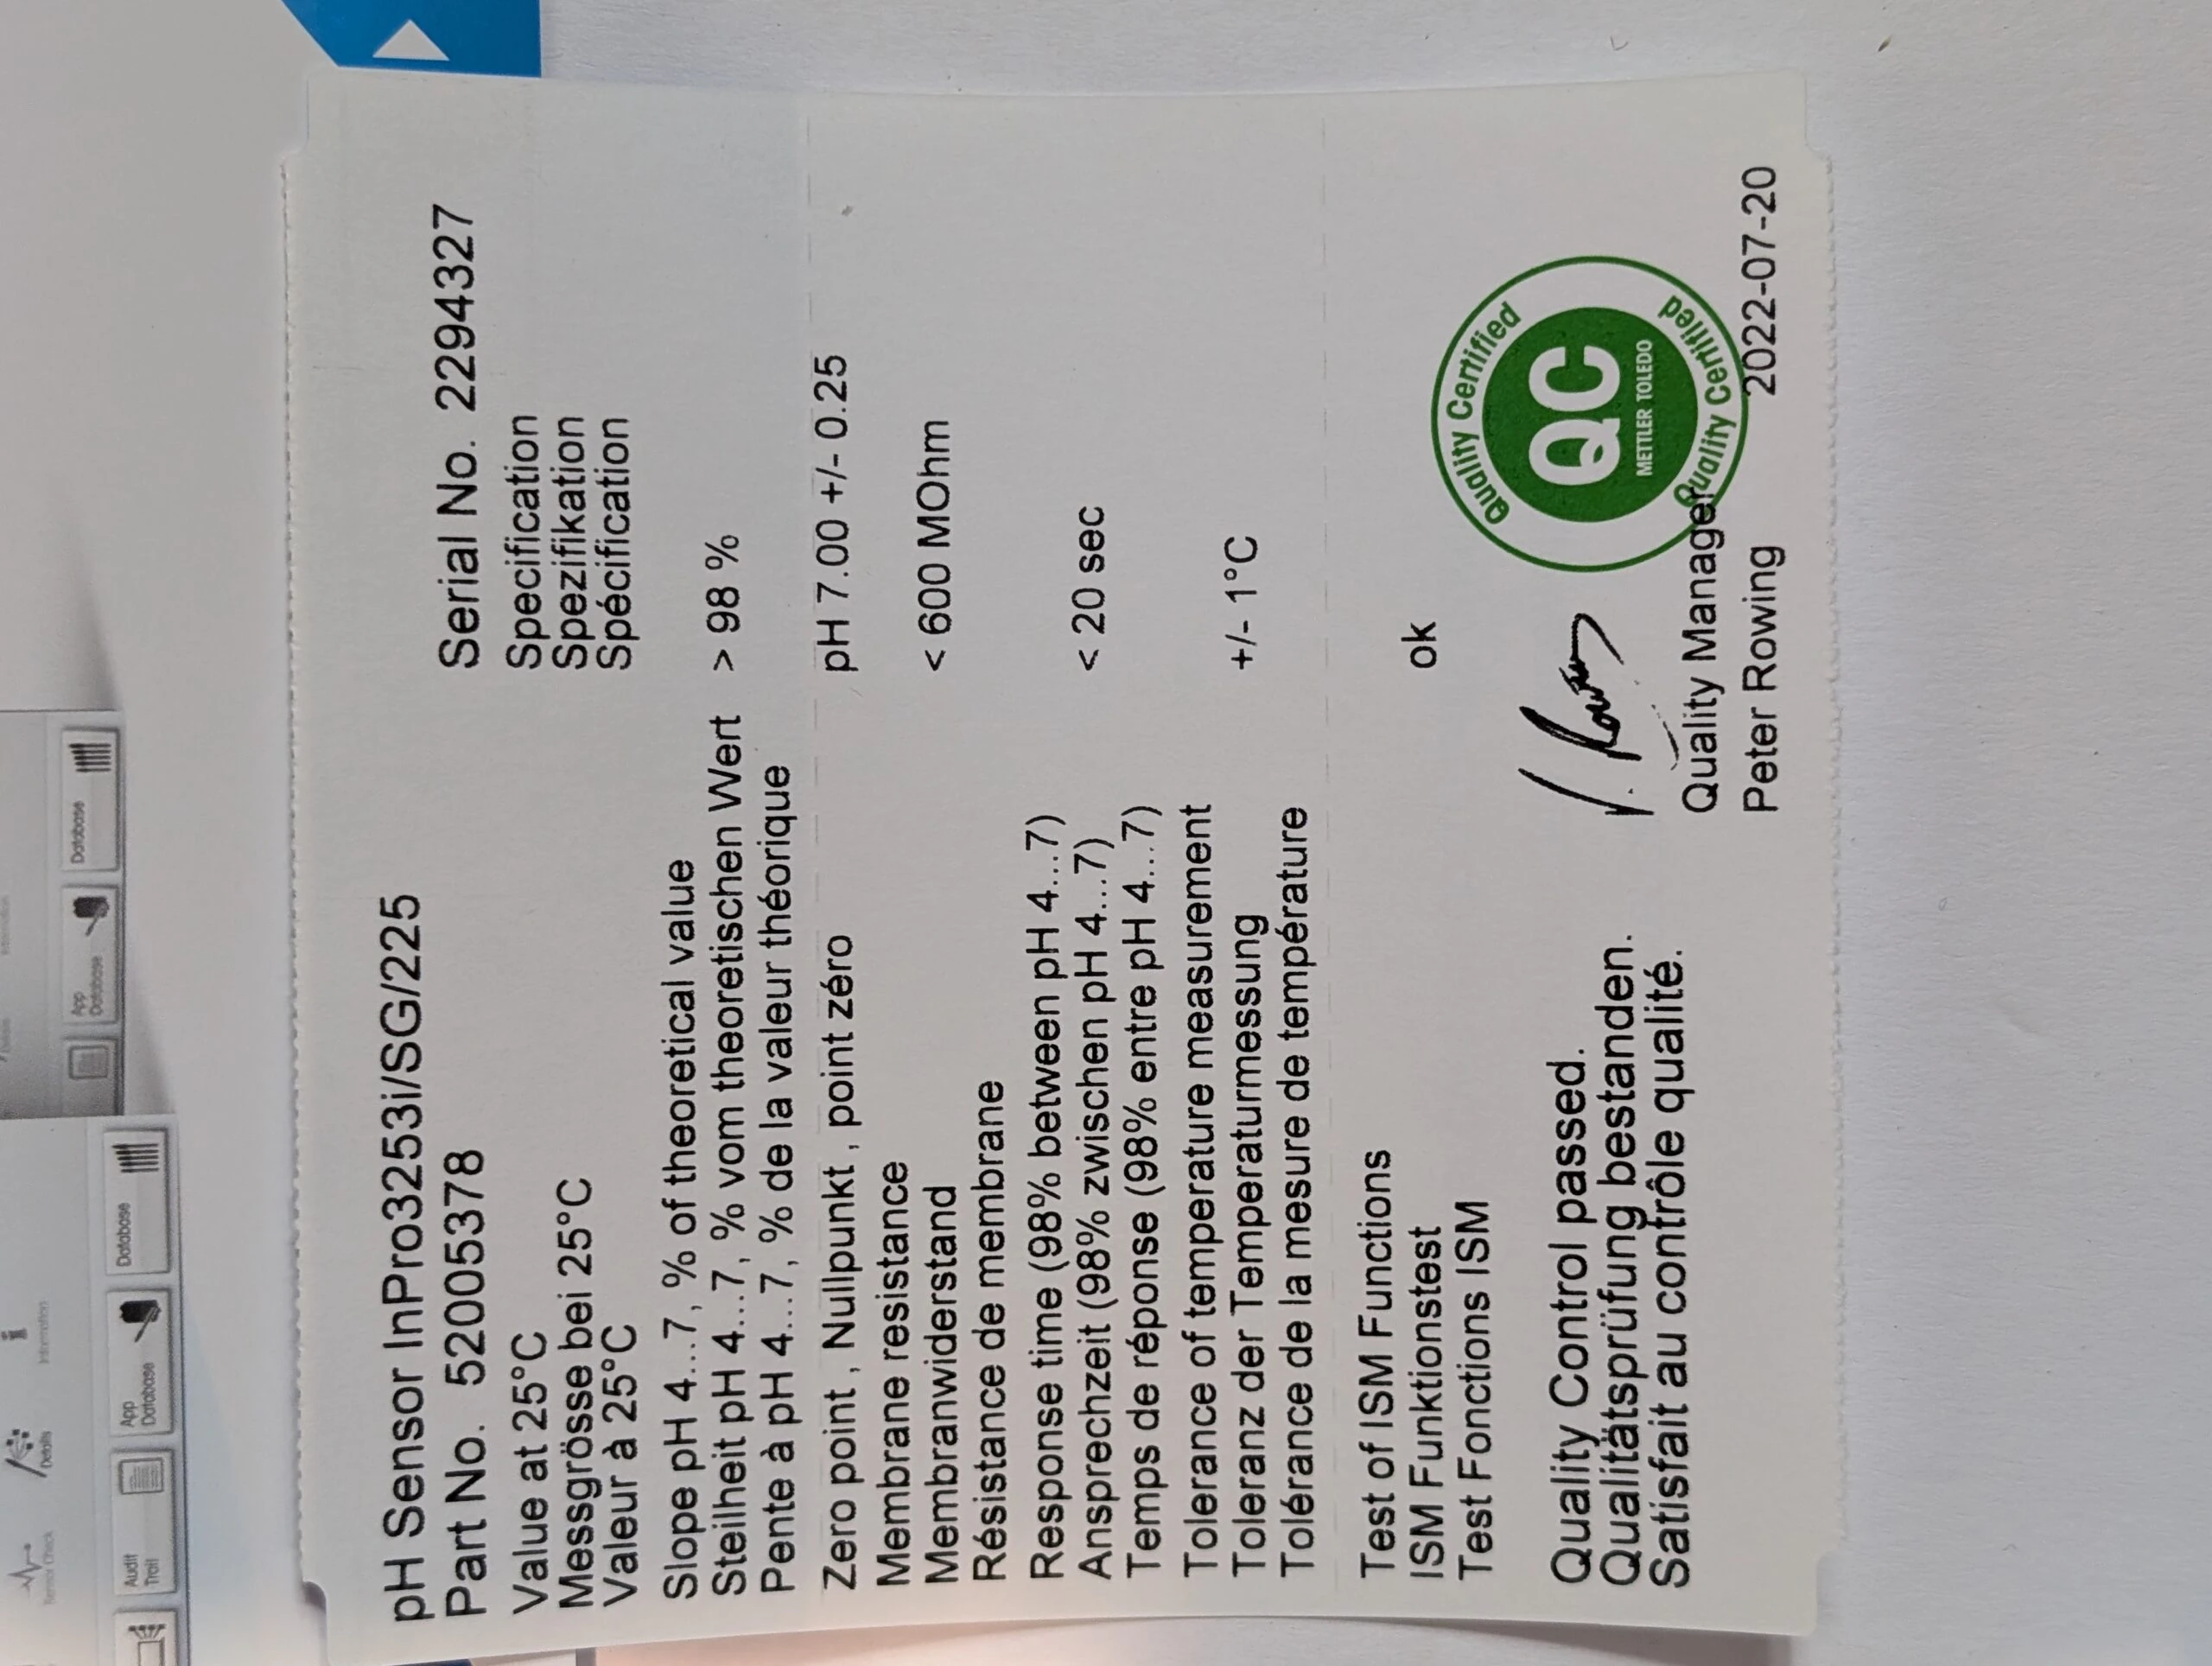 pH Sensor InPro3253i/SG/225
Part No. 52005378 Serial No. 2294327
Value at 25°C Specification
Messgrösse bei 25°C Spezifikation
Valeur à 25°C Spécification
Slope pH 4...7, % of theoretical value
Steilheit pH 4...7, % vom theoretischen Wert > 98 %
Pente à pH 4...7, % de la valeur théorique
Zero point , Nullpunkt , point zéro pH 7.00 +/- 0.25
Membrane resistance
Membranwiderstand < 600 MOhm
Résistance de membrane
Response time (98% between pH 4...7)
Ansprechzeit (98% zwischen pH 4...7) < 20 sec
Temps de réponse (98% entre pH 4...7)
Tolerance of temperature measurement
Toleranz der Temperaturmessung +/- 1°C
Tolérance de la mesure de température
Test of ISM Functions
ISM Funktionstest ok
Test Fonctions ISM
Quality Control passed.
Qualitätsprüfung bestanden.
Satisfait au contrôle qualité.
Quality Manager
Peter Rowing 2022-07-20
Quality Certified
QC
METTLER TOLEDO
Quality Certified
Details
Information
Audit
Trail
App
Database
Database
App
Database
Database